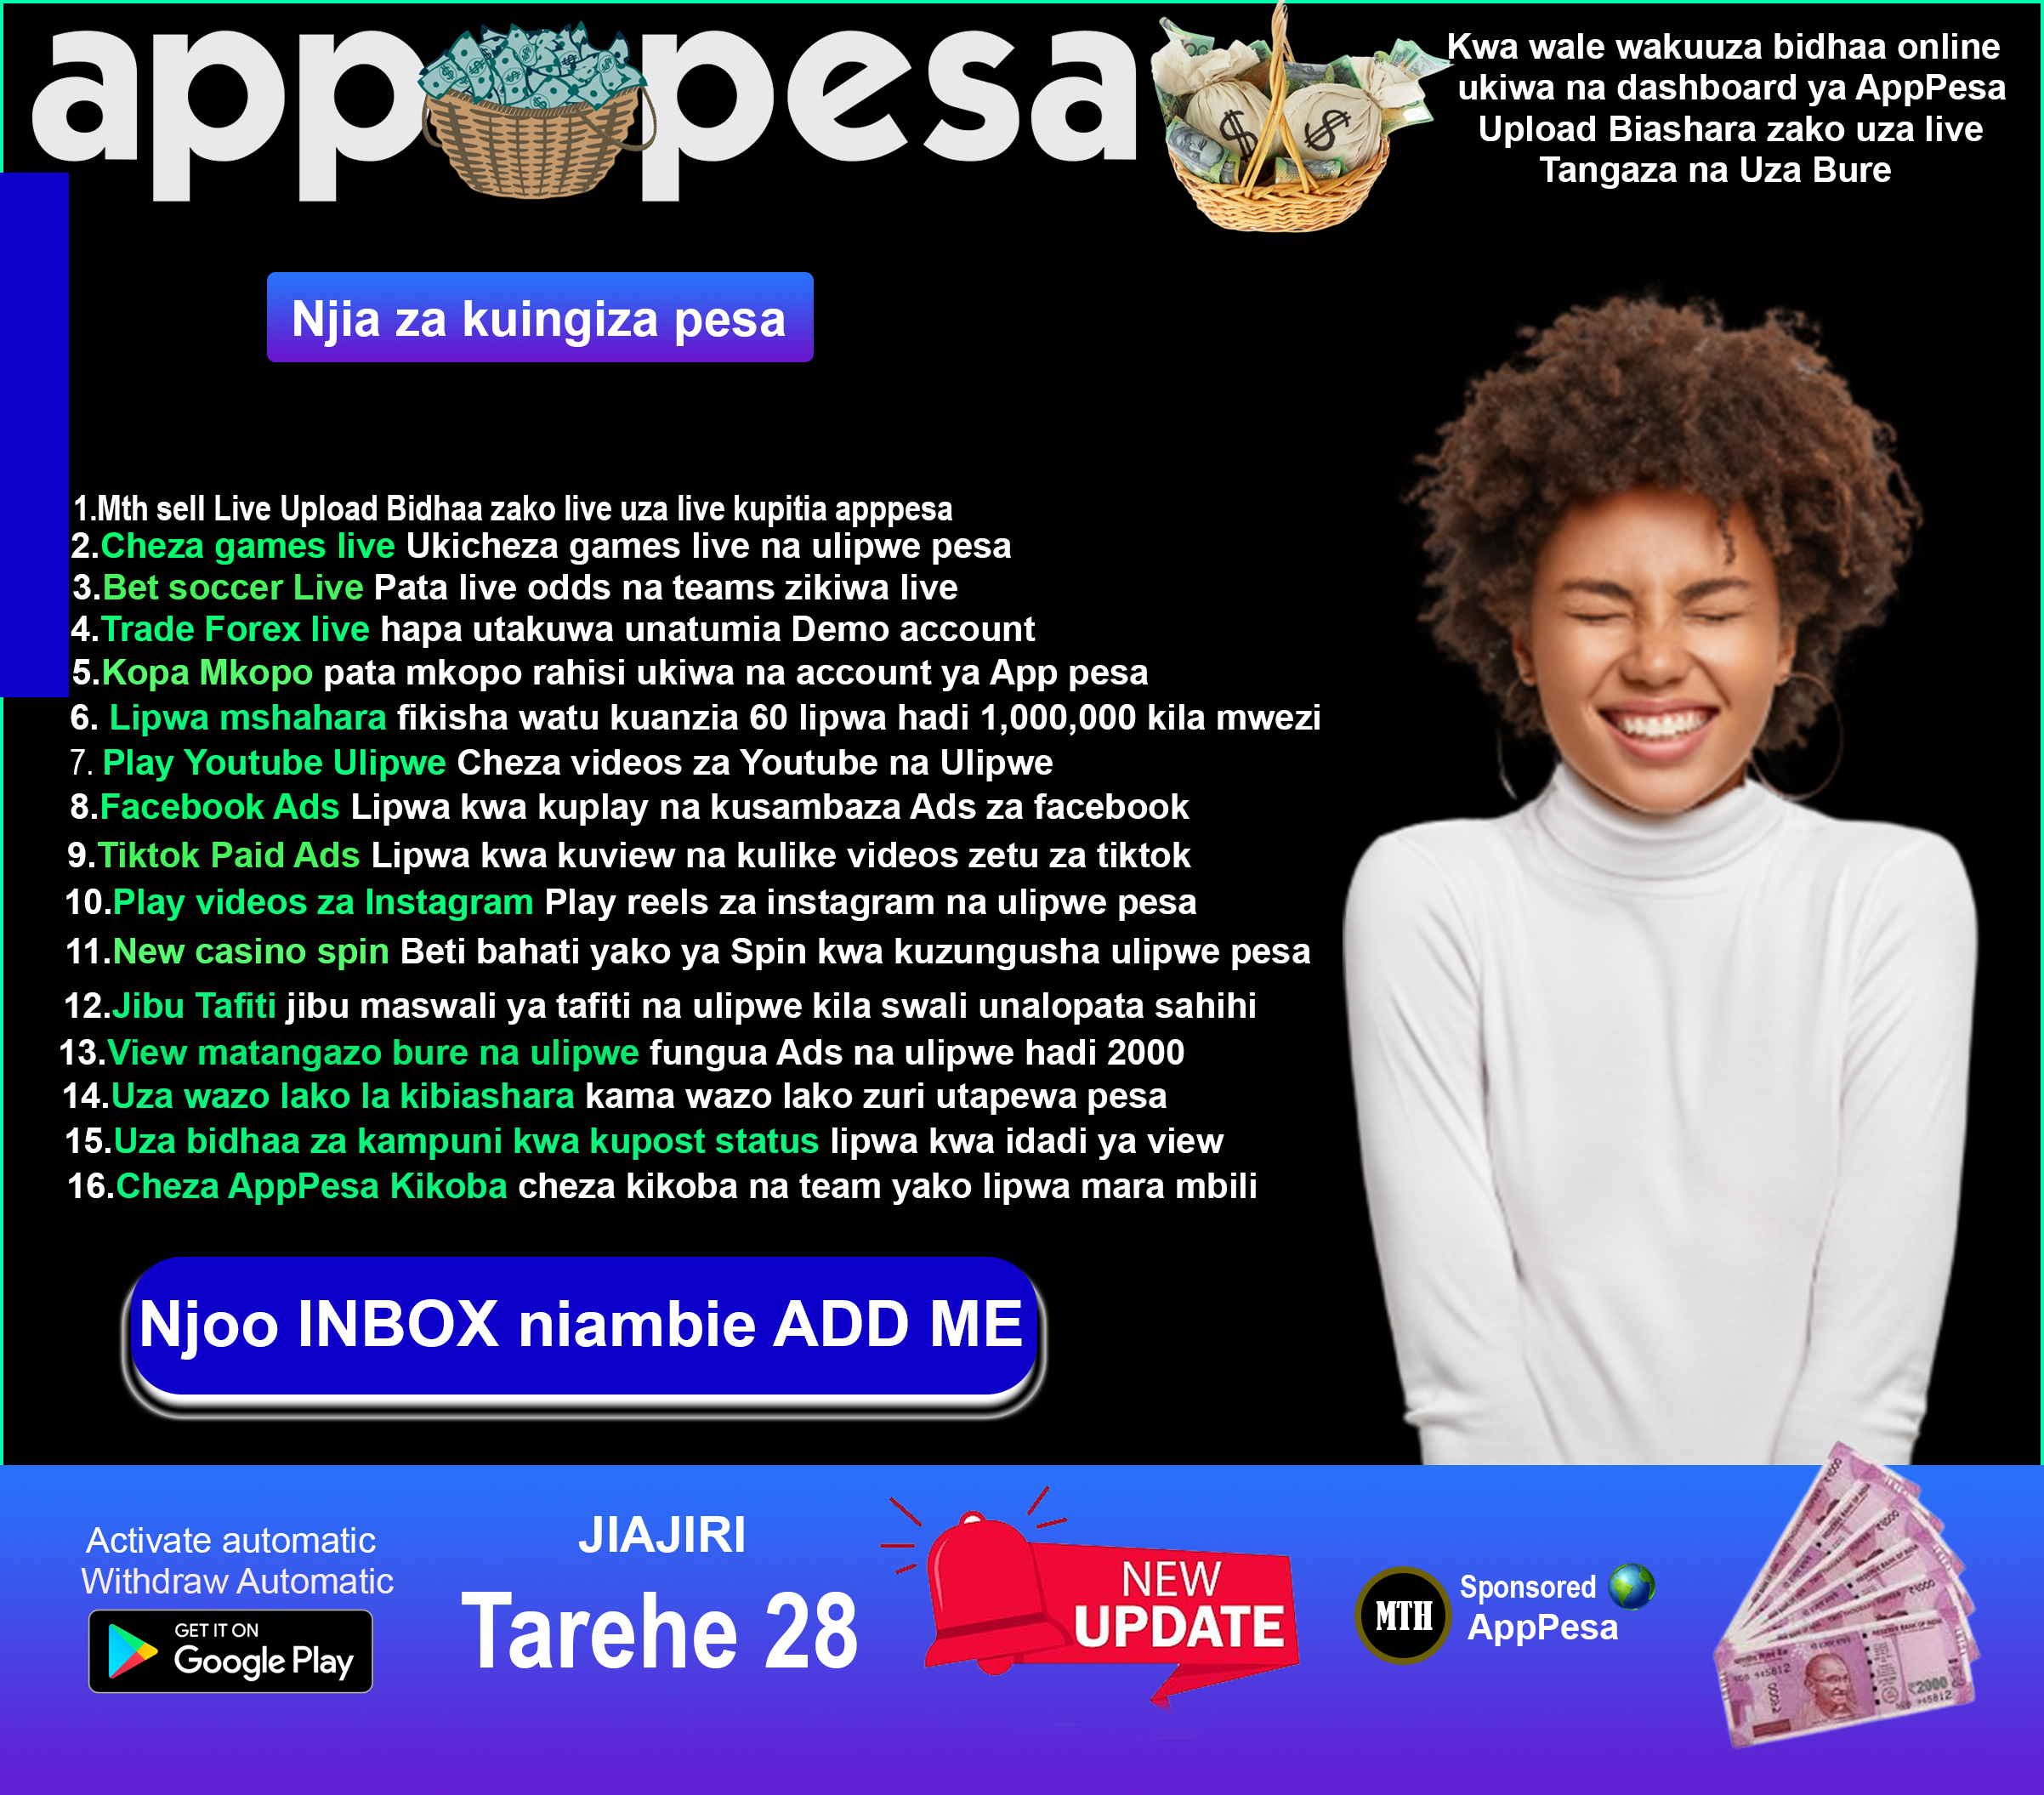 app pesa
Kwa wale wakuuza bidhaa online
ukiwa na dashboard ya AppPesa
Upload Biashara zako uza live
Tangaza na Uza Bure
Njia za kuingiza pesa
1.Mth sell Live Upload Bidhaa zako live uza live kupitia apppesa
2.Cheza games live Ukicheza games live na ulipwe pesa
3.Bet soccer Live Pata live odds na teams zikiwa live
4.Trade Forex live hapa utakuwa unatumia Demo account
5.Kopa Mkopo pata mkopo rahisi ukiwa na account ya App pesa
6. Lipwa mshahara fikisha watu kuanzia 60 lipwa hadi 1,000,000 kila mwezi
7. Play Youtube Ulipwe Cheza videos za Youtube na Ulipwe
8.Facebook Ads Lipwa kwa kuplay na kusambaza Ads za facebook
9.Tiktok Paid Ads Lipwa kwa kuview na kulike videos zetu za tiktok
10.Play videos za Instagram Play reels za instagram na ulipwe pesa
11.New casino spin Beti bahati yako ya Spin kwa kuzungusha ulipwe pesa
12.Jibu Tafiti jibu maswali ya tafiti na ulipwe kila swali unalopata sahihi
13.View matangazo bure na ulipwe fungua Ads na ulipwe hadi 2000
14.Uza wazo lako la kibiashara kama wazo lako zuri utapewa pesa
15.Uza bidhaa za kampuni kwa kupost status lipwa kwa idadi ya view
16.Cheza AppPesa Kikoba cheza kikoba na team yako lipwa mara mbili
Njoo INBOX niambie ADD ME
Activate automatic
Withdraw Automatic
GET IT ON
Google Play
JIAJIRI
Tarehe 28
NEW
UPDATE
MTH
Sponsored
AppPesa
₹2000